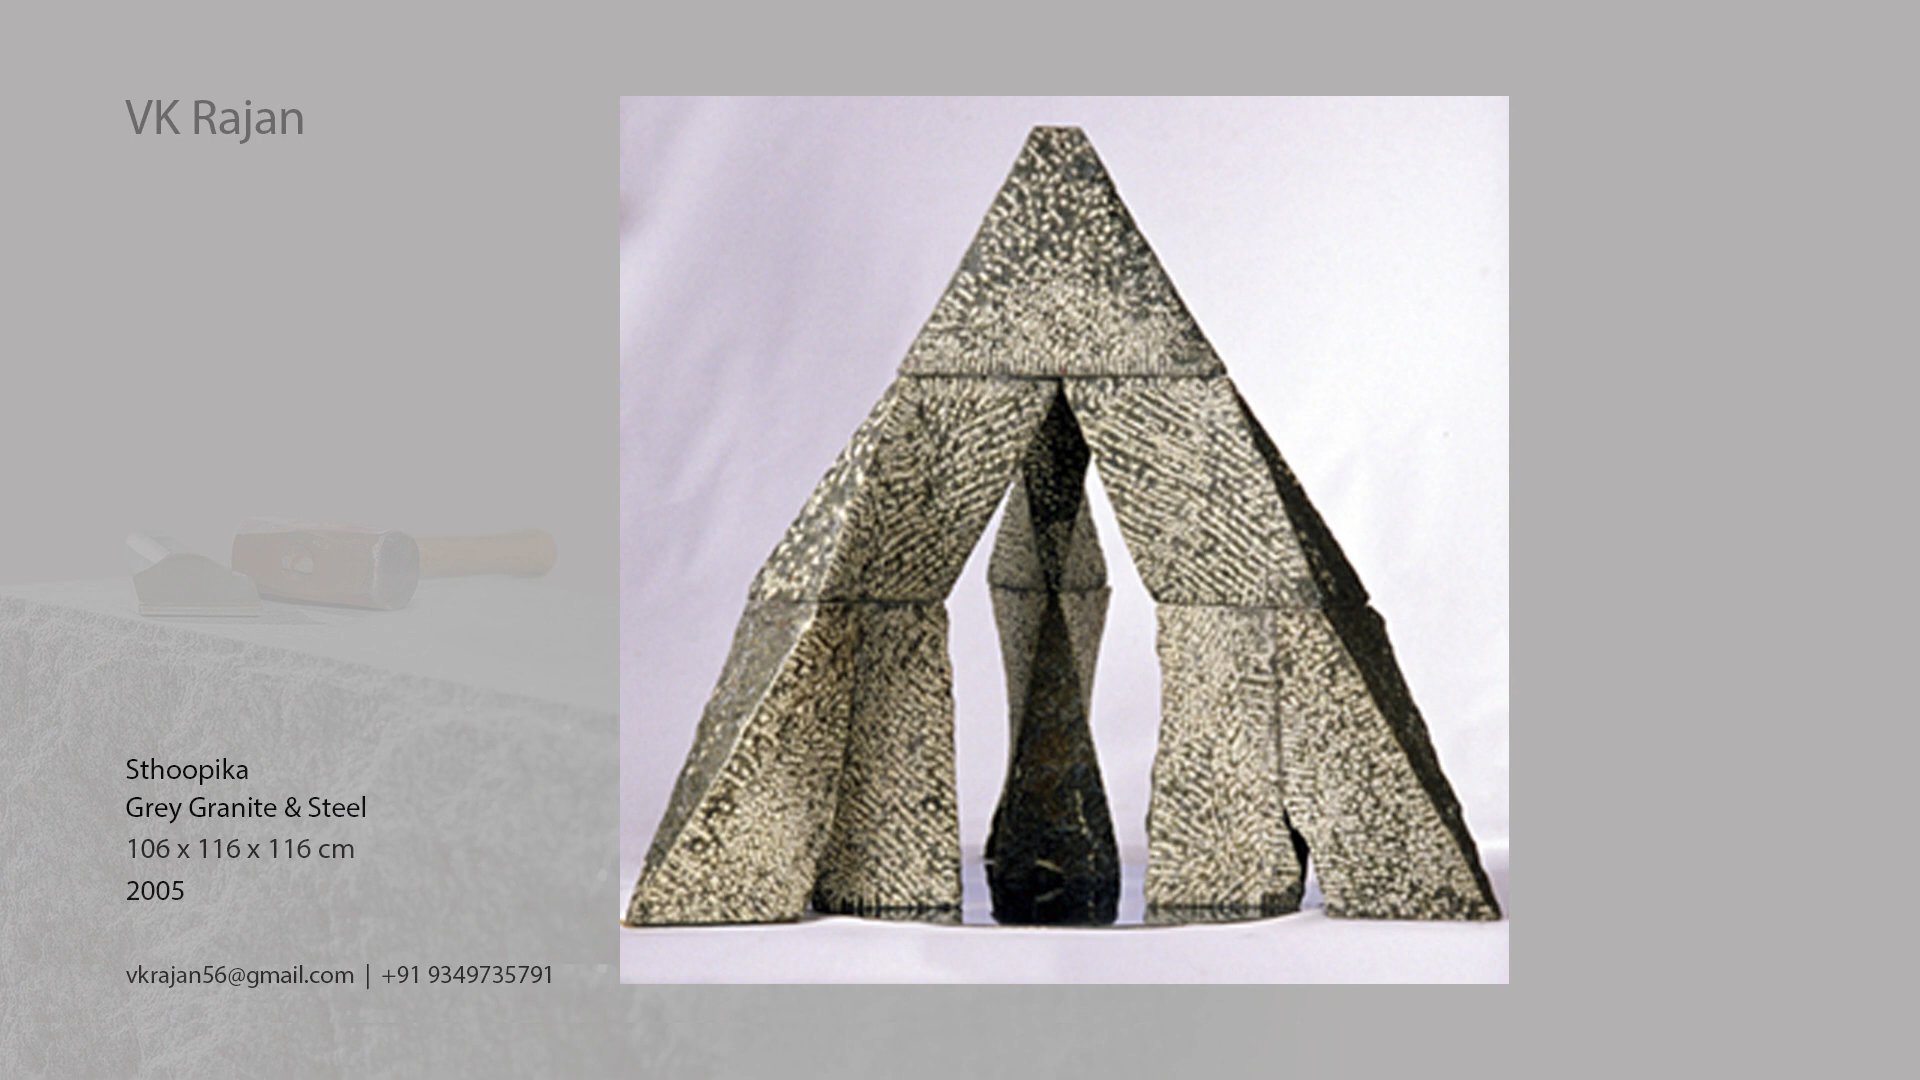 VK Rajan
Sthoopika
Grey Granite & Steel
106 x 116 x 116 cm
2005
vkrajan56@gmail.com | +91 9349735791